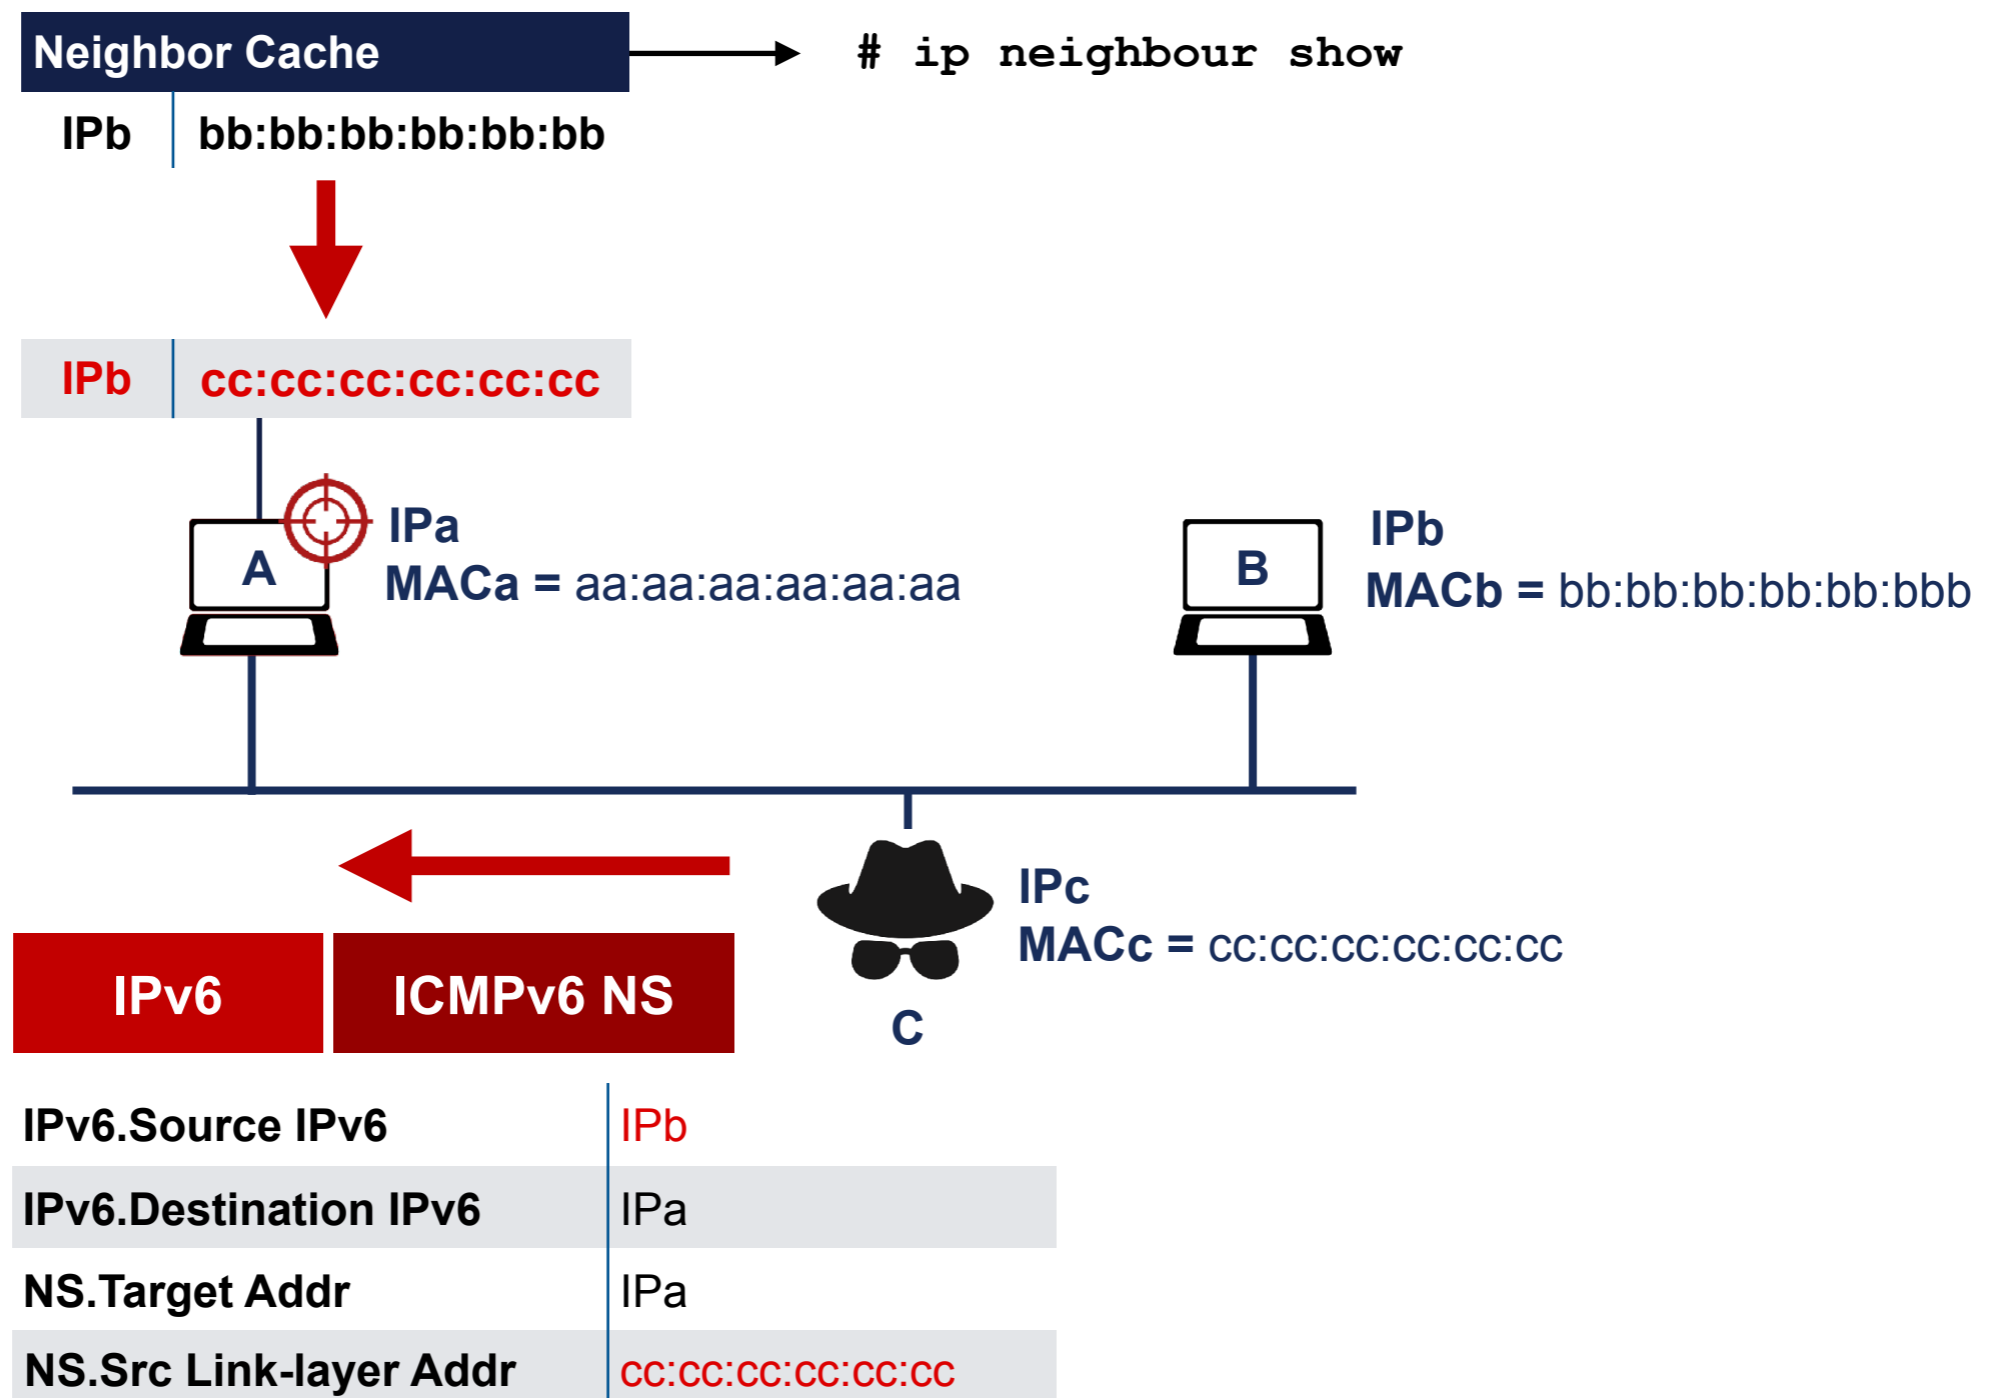 Neighbor Cache
# ip neighbour show
IPb bb:bb:bb:bb:bb:bb
IPb cc:cc:cc:cc:cc:cc
A
IPa
MACa = aa:aa:aa:aa:aa:aa
B
IPb
MACb = bb:bb:bb:bb:bb:bbb
IPc
MACc = cc:cc:cc:cc:cc:cc
C
IPv6 ICMPv6 NS
IPv6.Source IPv6 IPb
IPv6.Destination IPv6 IPa
NS.Target Addr IPa
NS.Src Link-layer Addr cc:cc:cc:cc:cc:cc